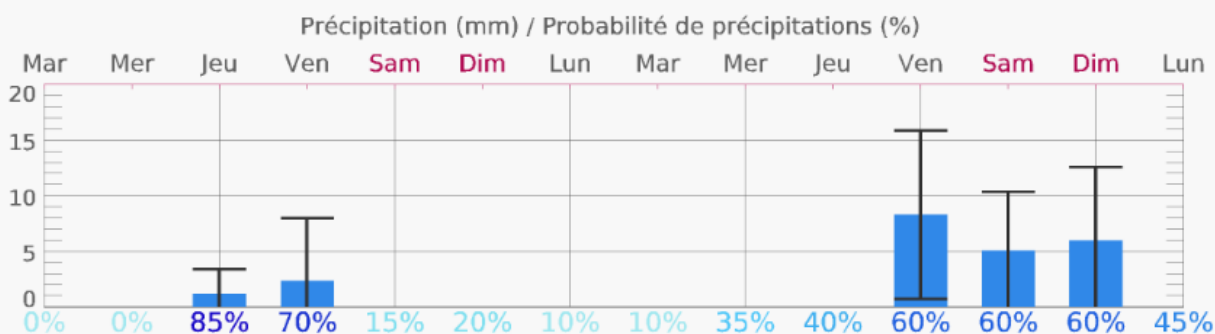 Précipitation (mm) / Probabilité de précipitations (%)
Mar Mer Jeu Ven Sam Dim Lun Mar Mer Jeu Ven Sam Dim Lun
20
15
10
5
0
0% 0% 85% 70% 15% 20% 10% 10% 35% 40% 60% 60% 60% 45%